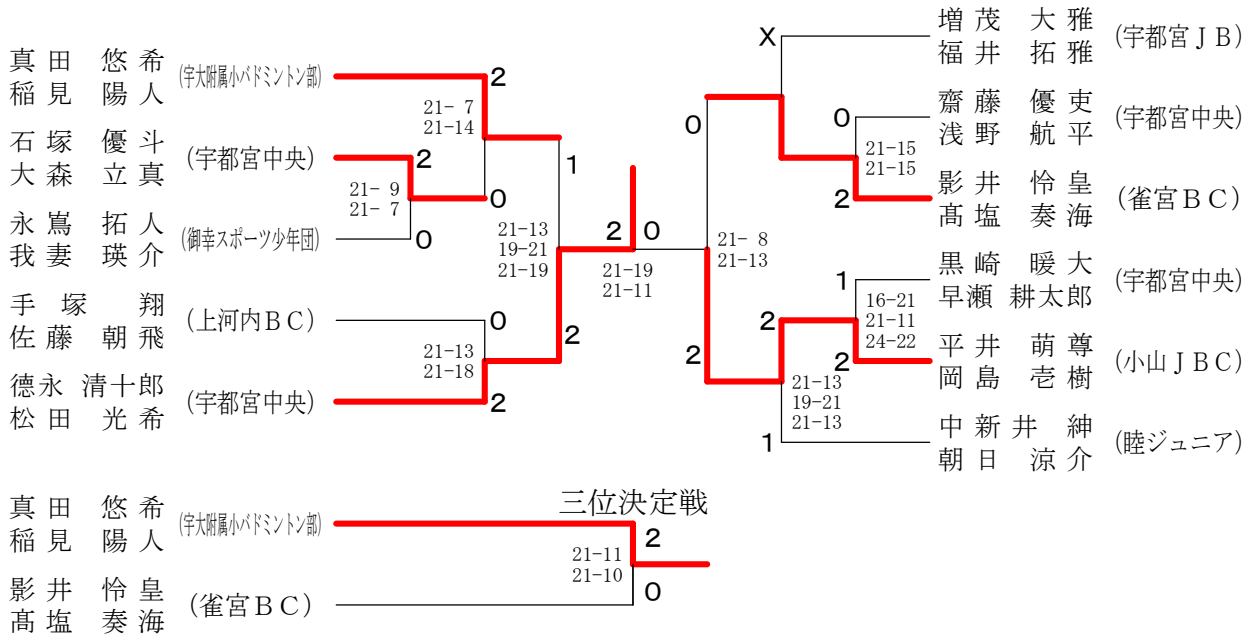 真田 悠希
稲見 陽人
(宇大附属小バドミントン部)
石塚 優斗
大森 立真
(宇都宮中央)
永嶌 拓人
我妻 瑛介
(御幸スポーツ少年団)
手塚 翔
佐藤 朝飛
(上河内BC)
德永 清十郎
松田 光希
(宇都宮中央)
2
21- 7
21-14
0
2
21- 9
21- 7
0
1
21-13
19-21
21-19
2
0
21-13
21-18
2
2
0
21-19
21-11
X
0
0
21-15
21-15
2
21- 8
21-13
2
1
16-21
21-11
24-22
2
2
21-13
19-21
21-13
1
増茂 大雅
福井 拓雅
(宇都宮JB)
齋藤 優吏
浅野 航平
(宇都宮中央)
影井 怜皇
髙塩 奏海
(雀宮BC)
黒崎 暖大
早瀬 耕太郎
(宇都宮中央)
平井 萌尊
岡島 壱樹
(小山JBC)
中新井 紳
朝日 涼介
(睦ジュニア)
三位決定戦
真田 悠希
稲見 陽人
(宇大附属小バドミントン部)
影井 怜皇
髙塩 奏海
(雀宮BC)
2
21-11
21-10
0